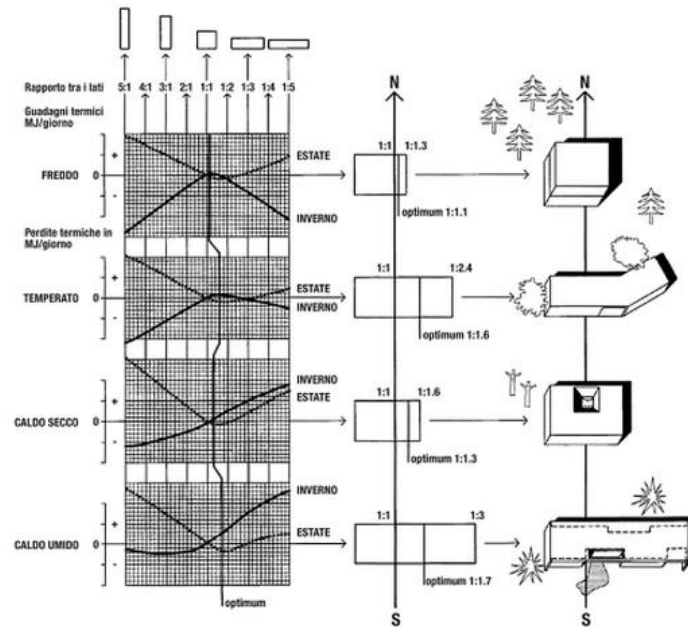 Rapporto tra i lati
5:1 4:1 3:1 2:1 1:1 1:2 1:3 1:4 1:5
Guadagni termici
MJ/giorno
N
N
+
FREDDO 0
-
ESTATE
INVERNO
1:1 1:1.3
optimum 1:1.1
Perdite termiche in
MJ/giorno
+
TEMPERATO 0
-
ESTATE
INVERNO
1:1 1:2.4
optimum 1:1.6
+
CALDO SECCO 0
-
INVERNO
ESTATE
1:1 1:1.6
optimum 1:1.3
+
CALDO UMIDO 0
-
INVERNO
ESTATE
1:1 1:3
optimum 1:1.7
optimum
S
S